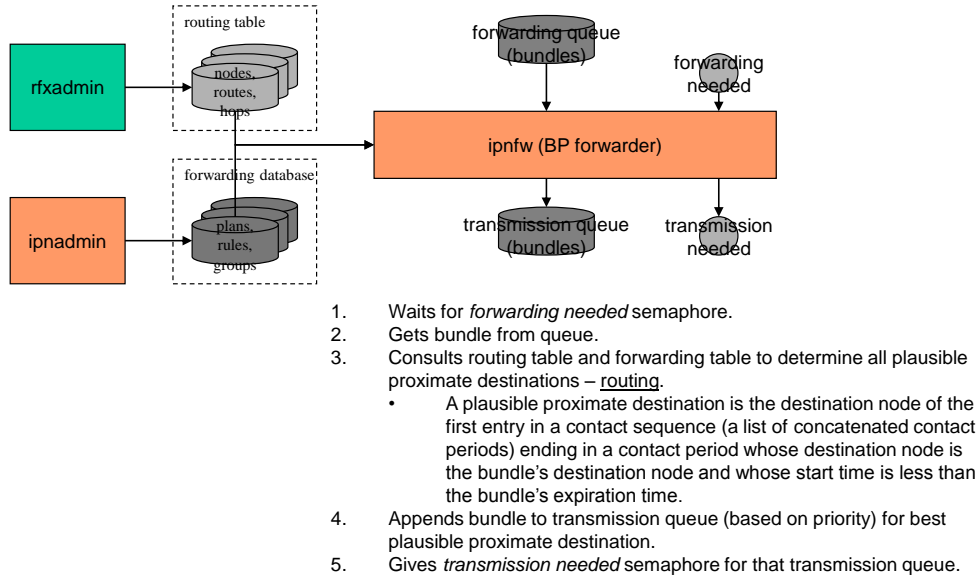 routing table
rfxadmin
nodes,
routes,
hops
forwarding database
ipnadmin
plans,
rules,
groups
forwarding queue
(bundles)
forwarding
needed
ipnfw (BP forwarder)
transmission queue
(bundles)
transmission
needed
1. Waits for forwarding needed semaphore.
2. Gets bundle from queue.
3. Consults routing table and forwarding table to determine all plausible
proximate destinations – routing.
• A plausible proximate destination is the destination node of the
first entry in a contact sequence (a list of concatenated contact
periods) ending in a contact period whose destination node is
the bundle's destination node and whose start time is less than
the bundle's expiration time.
4. Appends bundle to transmission queue (based on priority) for best
plausible proximate destination.
5. Gives transmission needed semaphore for that transmission queue.